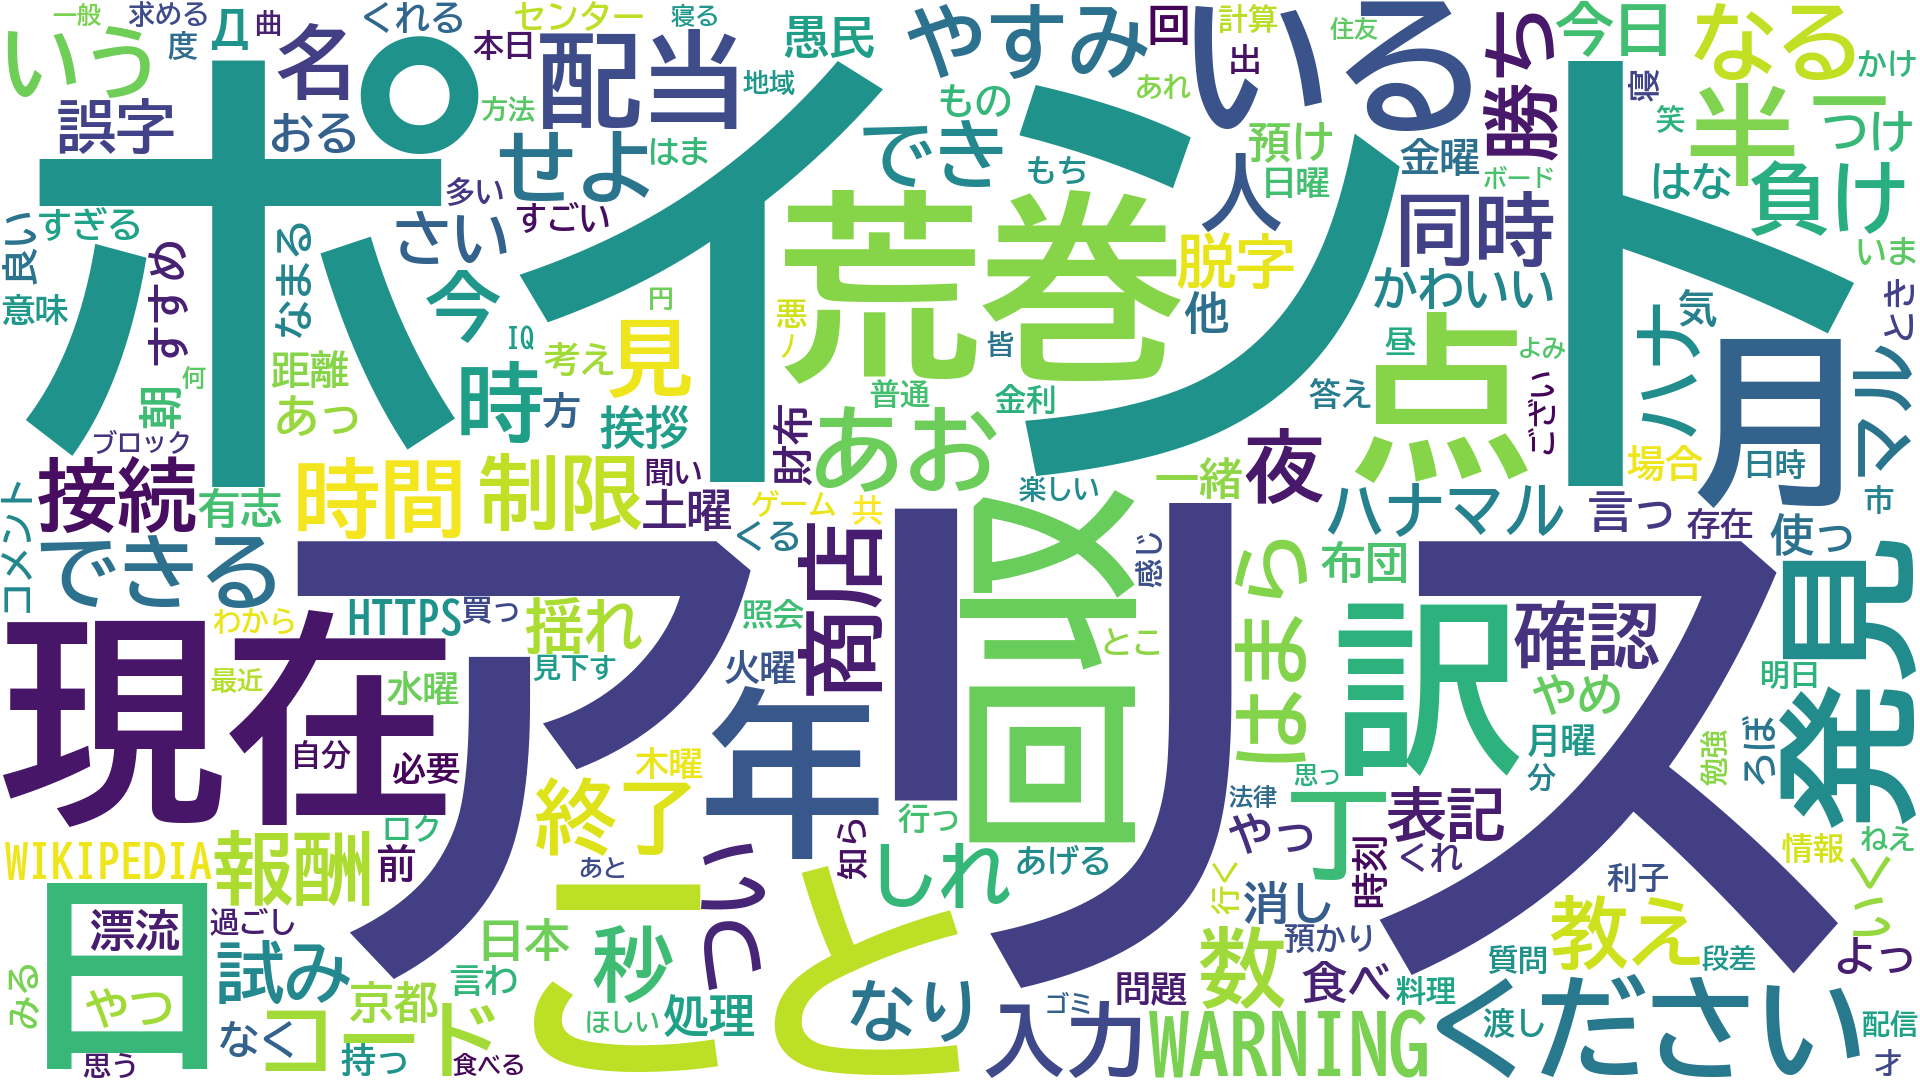 一般
求める
度
Д
曲
くれる
センター
寝る
愚民
やすみ
回
計算
住友
今日
なる
かけ
いう
名
本日
配当
地域
いる
出
勝ち
寝
半
笑
つけ
誤字
おる
方法
せよ
はま
でき
もの
あれ
預け
人
金曜
日曜
ボード
はな
負け
ポイント
多い
すごい
もち
同時
いま
すぎる
良い
意味
すすめ
なまる
さい
今
円
IQ
悪
ノ
荒巻
皆
脱字
他
かわいい
昼
よみ
ハナ
気
とき
何
朝
距離
あっ
時
方
考え
見
挨拶
普通
金利
答え
点
ごだい
月
マル
ブロック
接続
有志
時間
制限
聞い
土曜
財布
あお
楽しい
一緒
夜
ハナマル
場合
日時
市
言っ
存在
使っ
コメント
できる
ゲーム
共
くる
商店
回収
感じ
はまら
布団
訳
確認
やめ
発見
わから
HTTPS
買っ
揺れ
照会
とこ
明日
現在
最近
水曜
見下す
火曜
アリス
自分
必要
木曜
年
月曜
分
思っ
勉強
ろぼ
WIKIPEDIA
報酬
ロク
前
終了
あと
知ら
行っ
しれ
あげる
法律
やっ
丁
時刻
表記
くれ
情報
ねえ
日
漂流
過ごし
試み
日本
言わ
こと
秒
つい
行く
消し
利子
教え
いく
みる
やつ
なく
京都
コード
持っ
ほしい
処理
なり
預かり
数
食べ
質問
段差
よっ
思う
食べる
入力
ゴミ
問題
WARNING
料理
ください
渡し
配信
才